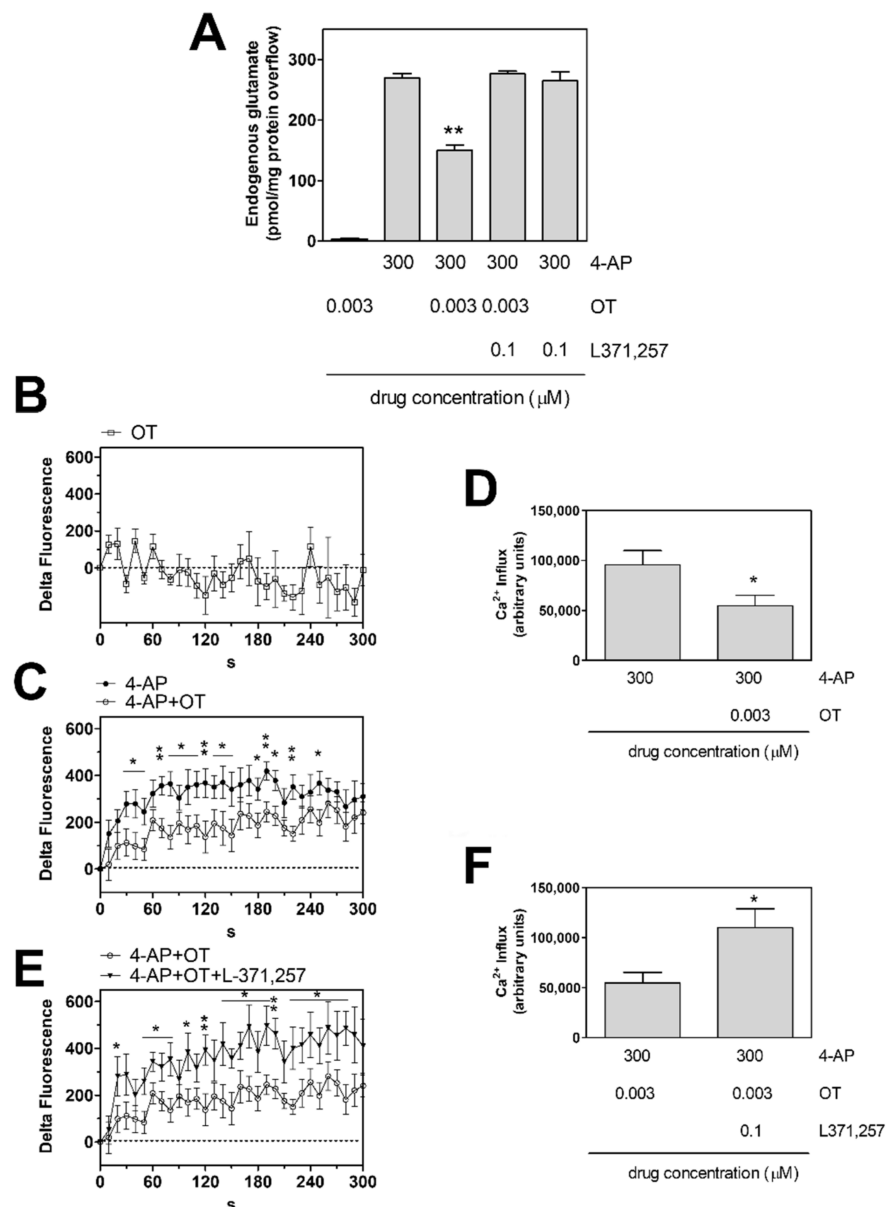 A
Endogenous glutamate
(pmol/mg protein overflow)
300
200
100
0
300 300 300 300 4-AP
0.003 0.003 0.003 OT
0.1 0.1 L371,257
drug concentration (μM)
B
OT
Delta Fluorescence
600
400
200
0
0 60 120 180 240 300
s
C
4-AP
4-AP+OT
Delta Fluorescence
600
400
200
0
* ** * ** * * ** * ** *
0 60 120 180 240 300
s
D
Ca²⁺ Influx
(arbitrary units)
150,000
100,000
50,000
0
*
300 300 4-AP
0.003 OT
drug concentration (μM)
E
4-AP+OT
4-AP+OT+L-371,257
Delta Fluorescence
600
400
200
0
* * * ** * ** *
0 60 120 180 240 300
s
F
Ca²⁺ Influx
(arbitrary units)
150,000
100,000
50,000
0
*
300 300 4-AP
0.003 0.003 OT
0.1 L371,257
drug concentration (μM)
**